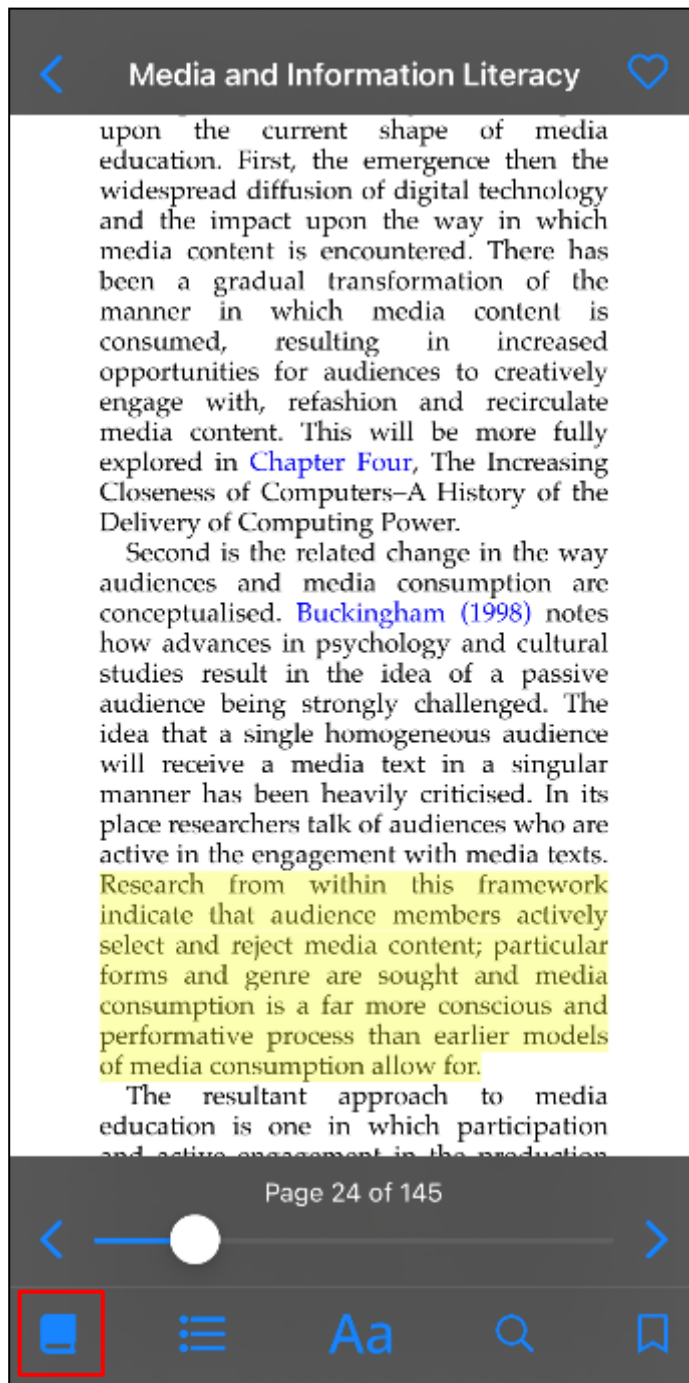 Media and Information Literacy
upon the current shape of media
education. First, the emergence then the
widespread diffusion of digital technology
and the impact upon the way in which
media content is encountered. There has
been a gradual transformation of the
manner in which media content is
consumed, resulting in increased
opportunities for audiences to creatively
engage with, refashion and recirculate
media content. This will be more fully
explored in Chapter Four, The Increasing
Closeness of Computers–A History of the
Delivery of Computing Power.
Second is the related change in the way
audiences and media consumption are
conceptualised. Buckingham (1998) notes
how advances in psychology and cultural
studies result in the idea of a passive
audience being strongly challenged. The
idea that a single homogeneous audience
will receive a media text in a singular
manner has been heavily criticised. In its
place researchers talk of audiences who are
active in the engagement with media texts.
Research from within this framework
indicate that audience members actively
select and reject media content; particular
forms and genre are sought and media
consumption is a far more conscious and
performative process than earlier models
of media consumption allow for.
The resultant approach to media
education is one in which participation
and active engagement in the production
Page 24 of 145
Aa